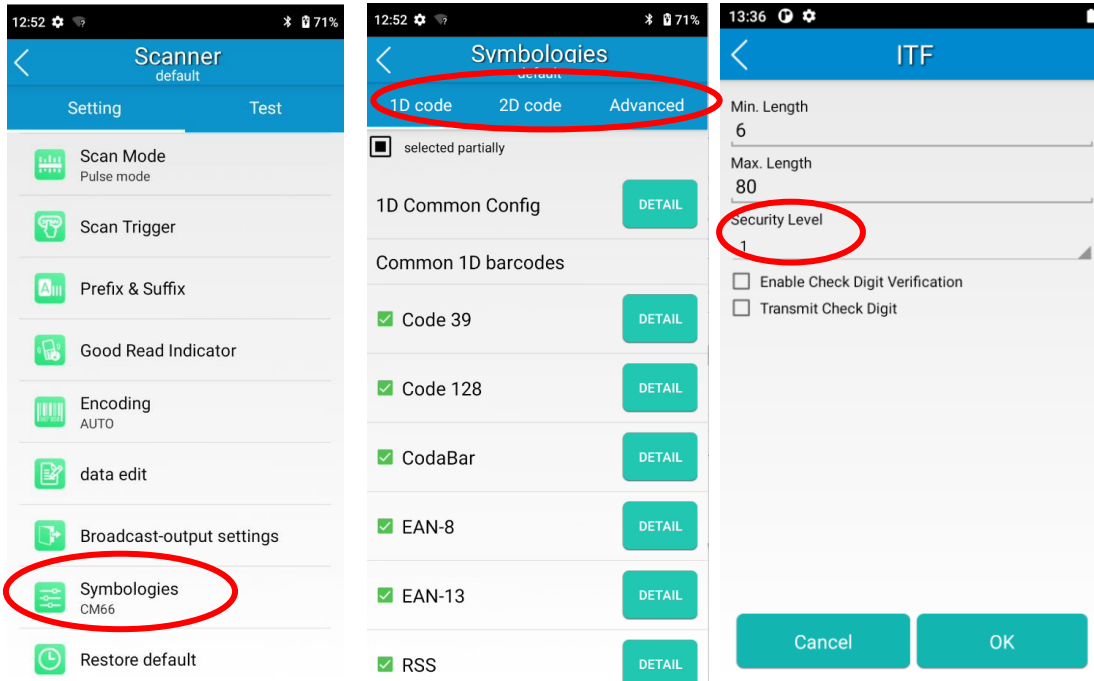 12:52 71%
Scanner
default
Setting Test
Scan Mode
Pulse mode
Scan Trigger
Prefix & Suffix
Good Read Indicator
Encoding
AUTO
data edit
Broadcast-output settings
Symbologies
CM66
Restore default
12:52 71%
Symbologies
default
1D code 2D code Advanced
selected partially
1D Common Config DETAIL
Common 1D barcodes
Code 39 DETAIL
Code 128 DETAIL
CodaBar DETAIL
EAN-8 DETAIL
EAN-13 DETAIL
RSS DETAIL
13:36
ITF
Min. Length
6
Max. Length
80
Security Level
1
Enable Check Digit Verification
Transmit Check Digit
Cancel OK